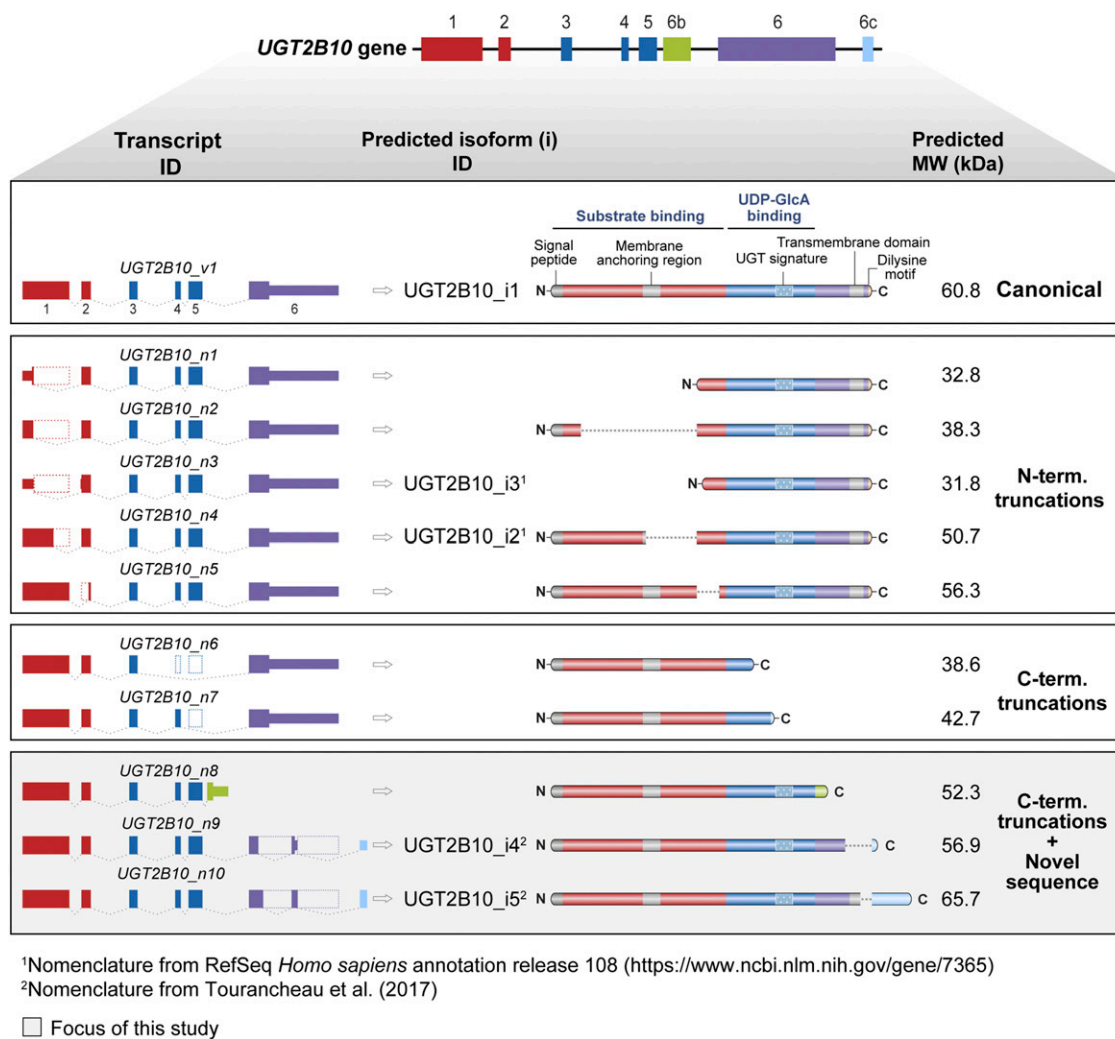 1 2 3 4 5 6b 6 6c
UGT2B10 gene
Transcript
ID
Predicted isoform (i)
ID
Predicted
MW (kDa)
Substrate binding
UDP-GlcA
binding
Signal
peptide
Membrane
anchoring region
UGT signature
Transmembrane domain
Dilysine
motif
UGT2B10_v1
1 2 3 4 5 6
UGT2B10_i1
N
C
60.8
Canonical
UGT2B10_n1
N
C
32.8
UGT2B10_n2
N
C
38.3
UGT2B10_n3
UGT2B10_i3¹
N
C
31.8
N-term.
truncations
UGT2B10_n4
UGT2B10_i2¹
N
C
50.7
UGT2B10_n5
N
C
56.3
UGT2B10_n6
N
C
38.6
UGT2B10_n7
N
C
42.7
C-term.
truncations
UGT2B10_n8
N
C
52.3
UGT2B10_n9
UGT2B10_i4²
N
C
56.9
UGT2B10_n10
UGT2B10_i5²
N
C
65.7
C-term.
truncations
+
Novel
sequence
¹Nomenclature from RefSeq Homo sapiens annotation release 108 (https://www.ncbi.nlm.nih.gov/gene/7365)
²Nomenclature from Tourancheau et al. (2017)
Focus of this study